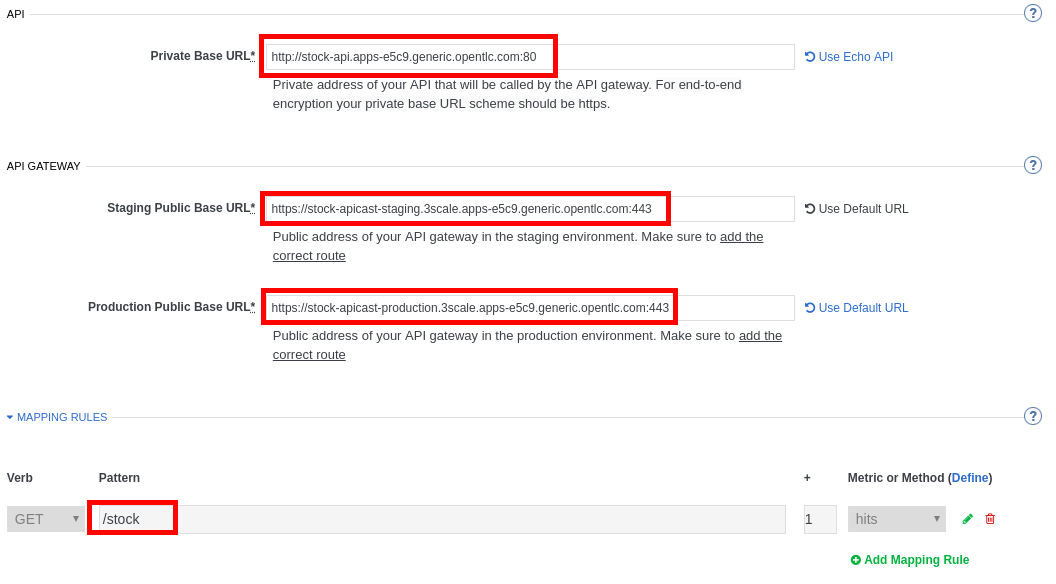 API
?
Private Base URL* http://stock-api.apps-e5c9.generic.opentlc.com:80 Use Echo API
Private address of your API that will be called by the API gateway. For end-to-end
encryption your private base URL scheme should be https.
API GATEWAY
?
Staging Public Base URL* https://stock-apicast-staging.3scale.apps-e5c9.generic.opentlc.com:443 Use Default URL
Public address of your API gateway in the staging environment. Make sure to add the
correct route
Production Public Base URL* https://stock-apicast-production.3scale.apps-e5c9.generic.opentlc.com:443 Use Default URL
Public address of your API gateway in the production environment. Make sure to add the
correct route
MAPPING RULES
?
Verb Pattern + Metric or Method (Define)
GET /stock 1 hits
Add Mapping Rule